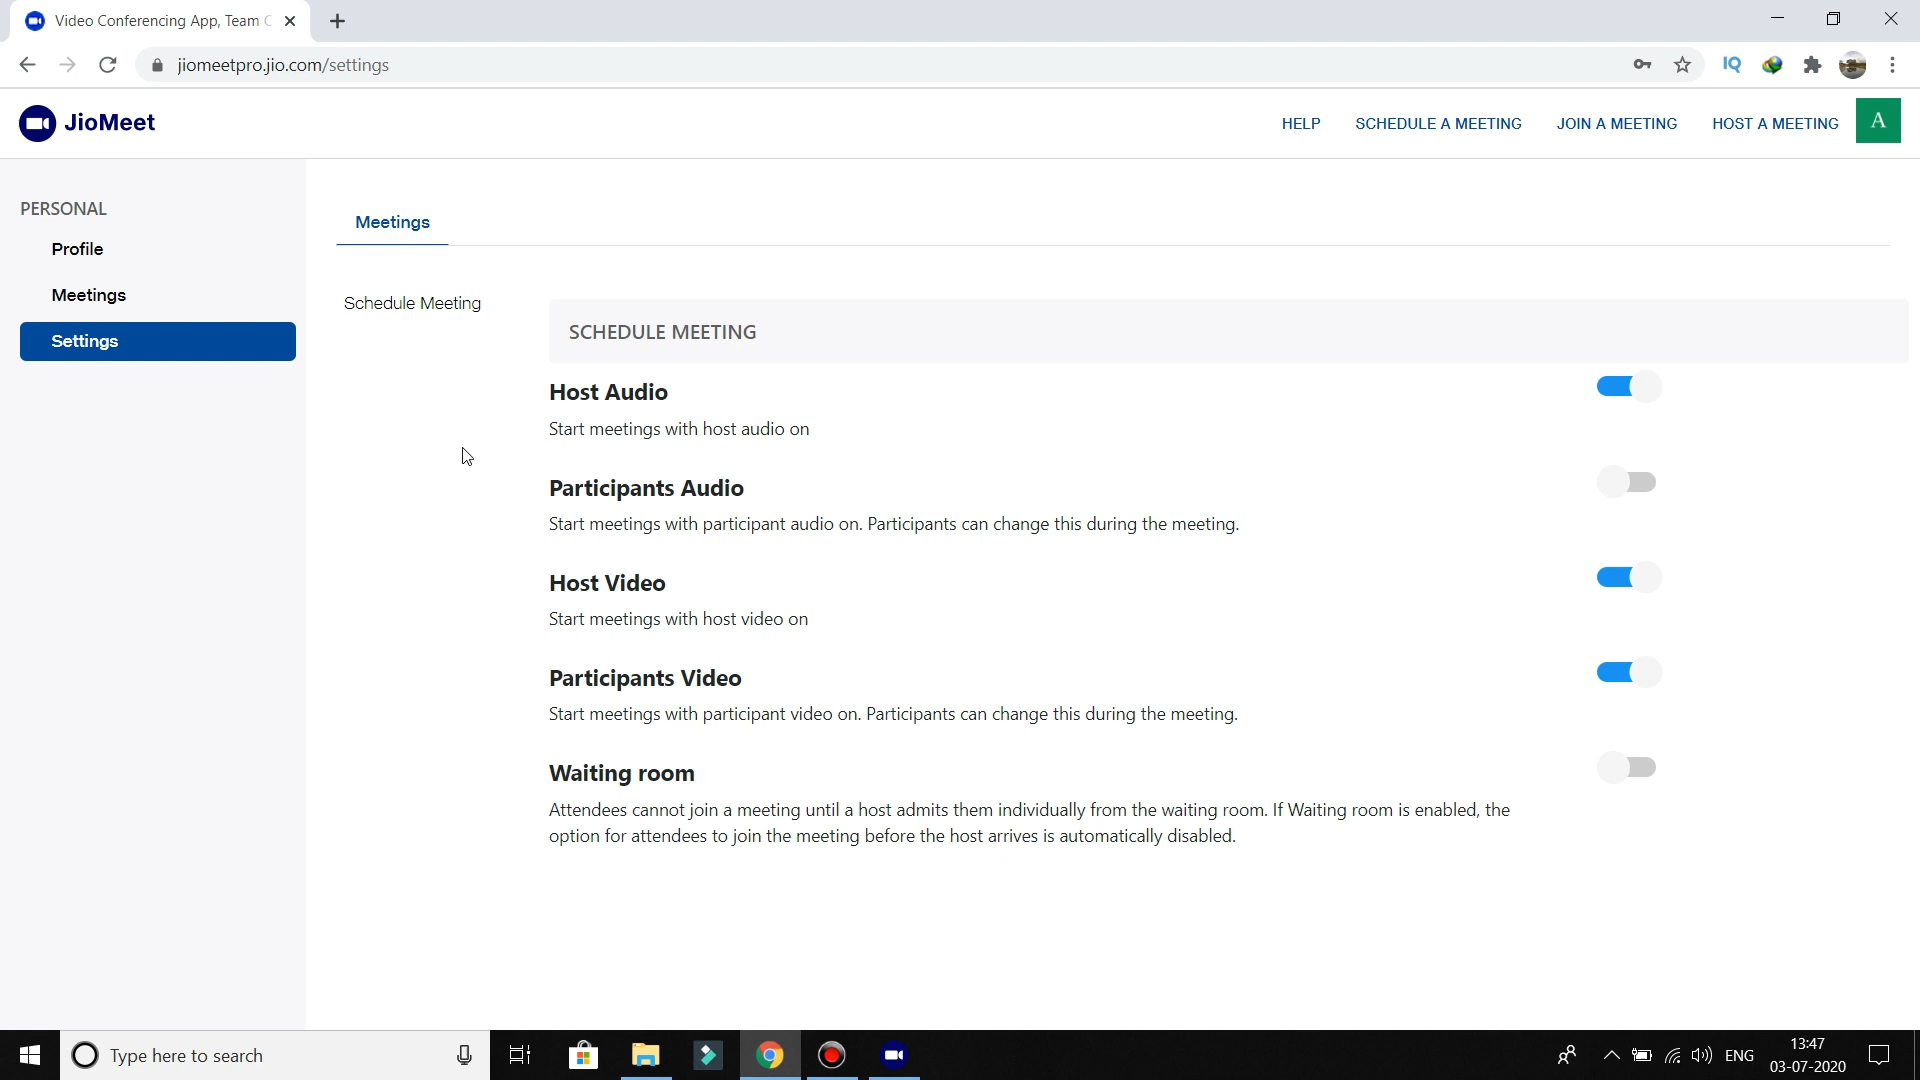 Video Conferencing App, Team C
jiomeetpro.jio.com/settings
IQ
JioMeet
HELP
SCHEDULE A MEETING
JOIN A MEETING
HOST A MEETING
A
PERSONAL
Profile
Meetings
Settings
Meetings
Schedule Meeting
SCHEDULE MEETING
Host Audio
Start meetings with host audio on
Participants Audio
Start meetings with participant audio on. Participants can change this during the meeting.
Host Video
Start meetings with host video on
Participants Video
Start meetings with participant video on. Participants can change this during the meeting.
Waiting room
Attendees cannot join a meeting until a host admits them individually from the waiting room. If Waiting room is enabled, the
option for attendees to join the meeting before the host arrives is automatically disabled.
Type here to search
ENG
13:47
03-07-2020